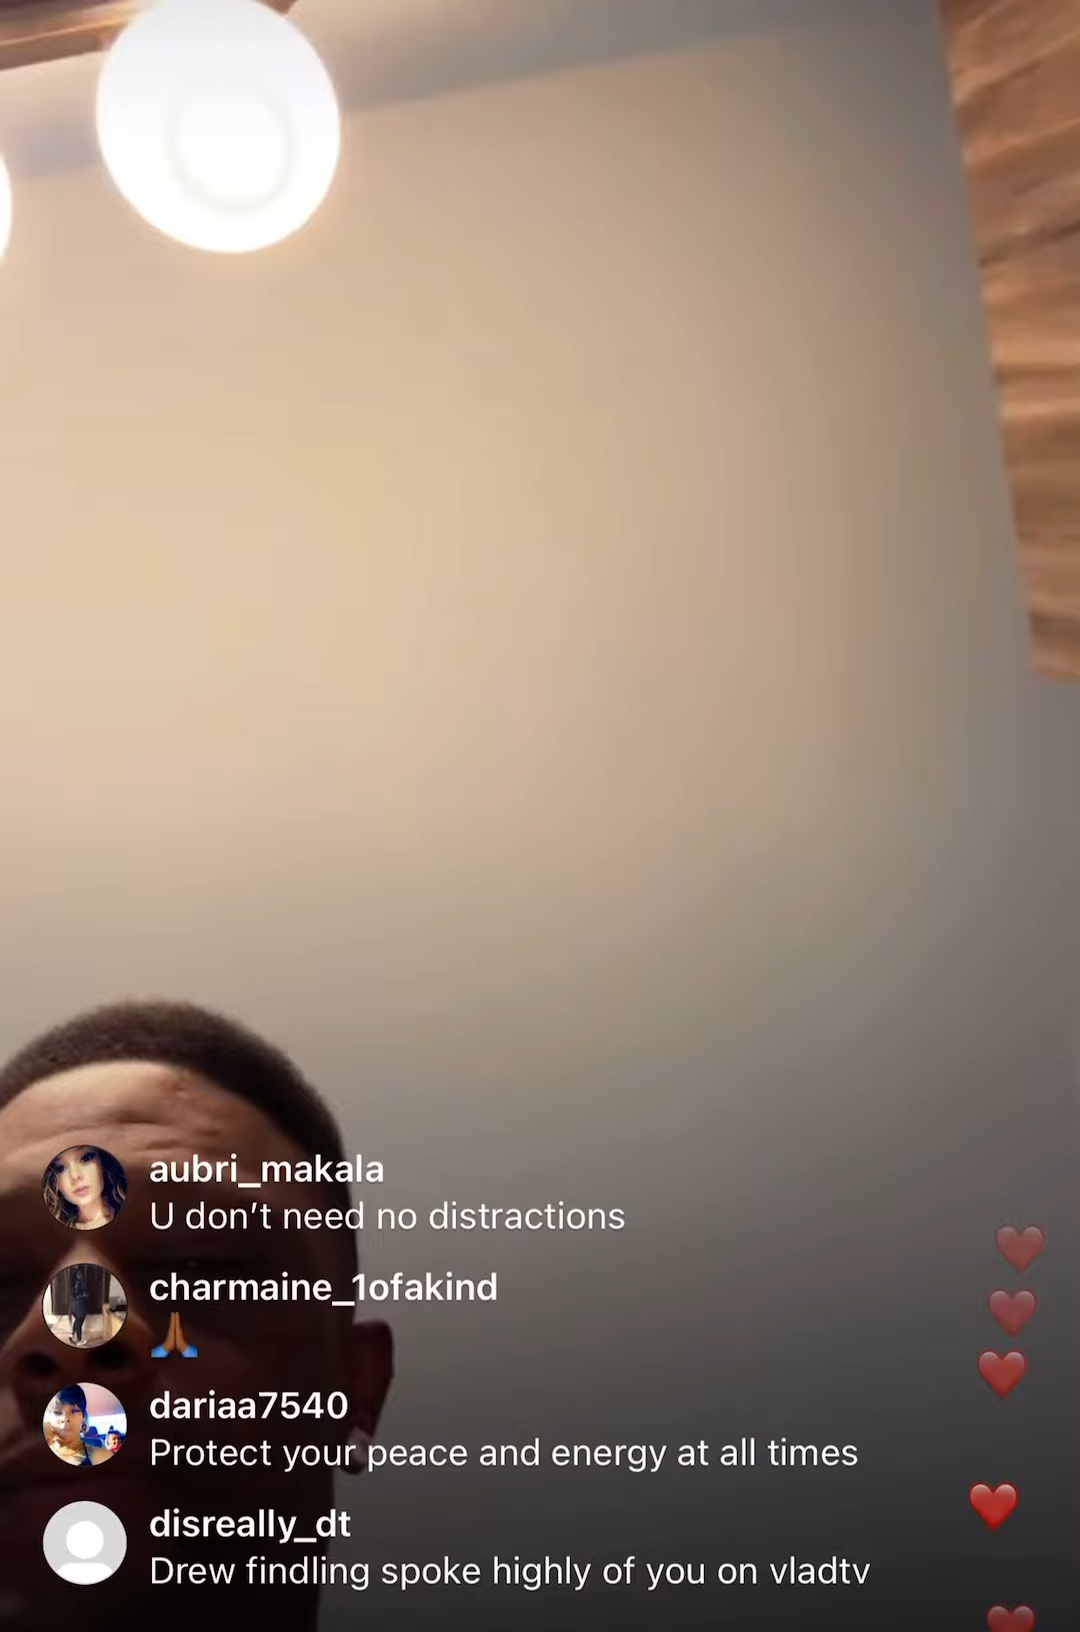 aubri_makala
U don’t need no distractions
charmaine_1ofakind
🙏🏾
dariaa7540
Protect your peace and energy at all times
disreally_dt
Drew findling spoke highly of you on vladtv